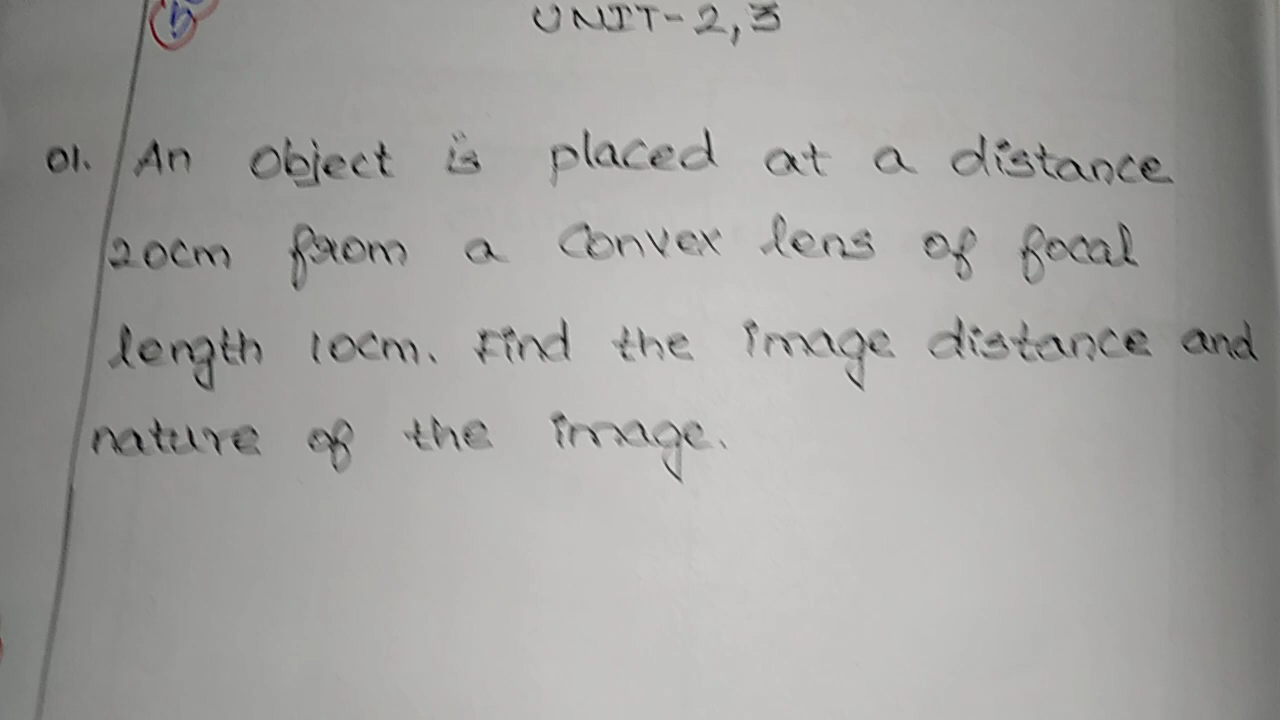 b
UNIT-2,3
01. An object is placed at a distance
20cm from a convex lens of focal
length 10cm. Find the image distance and
nature of the image.